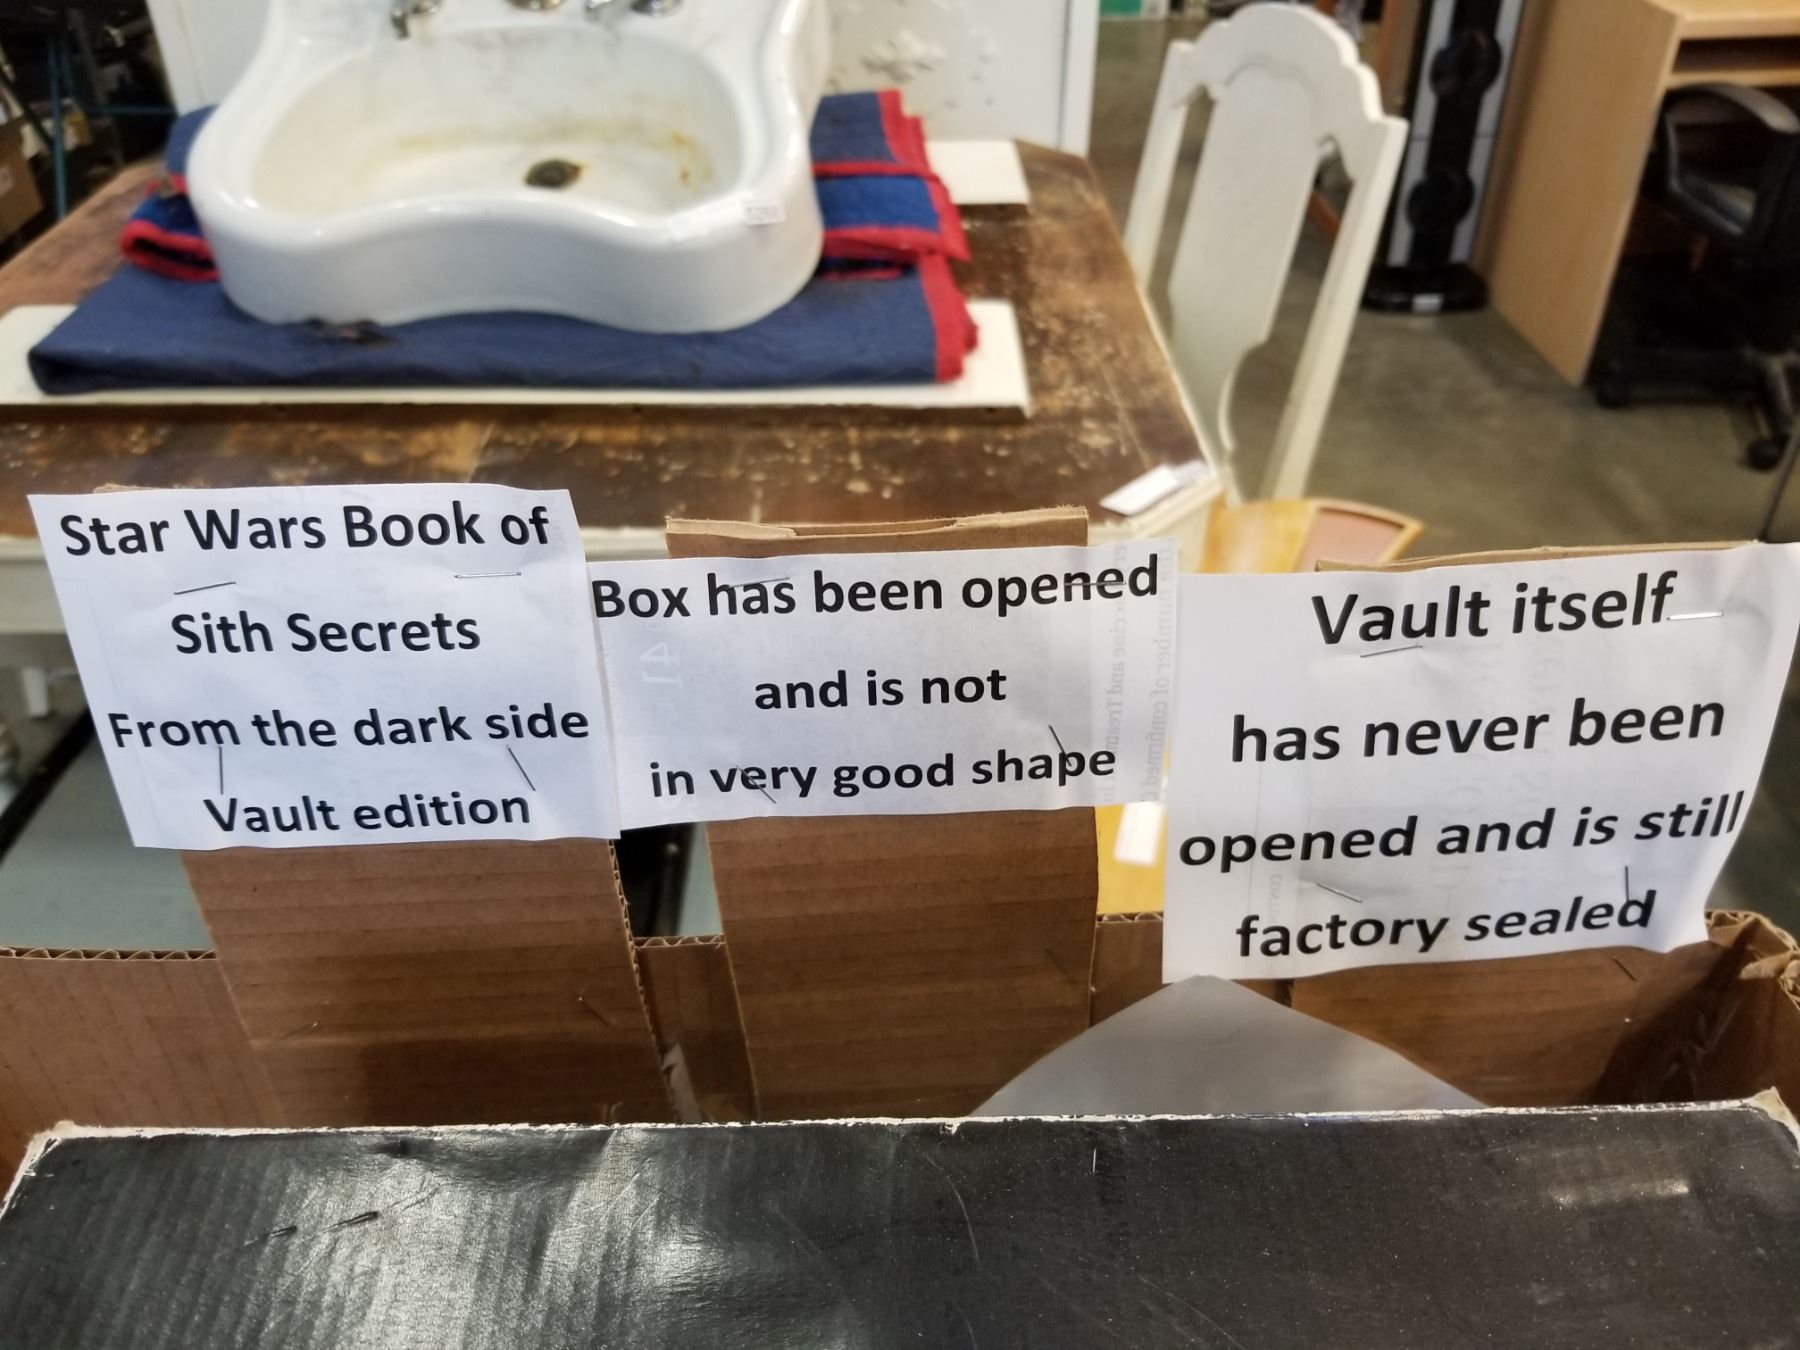 Star Wars Book of
Sith Secrets
From the dark side
Vault edition
Box has been opened
and is not
in very good shape
Vault itself
has never been
opened and is still
factory sealed